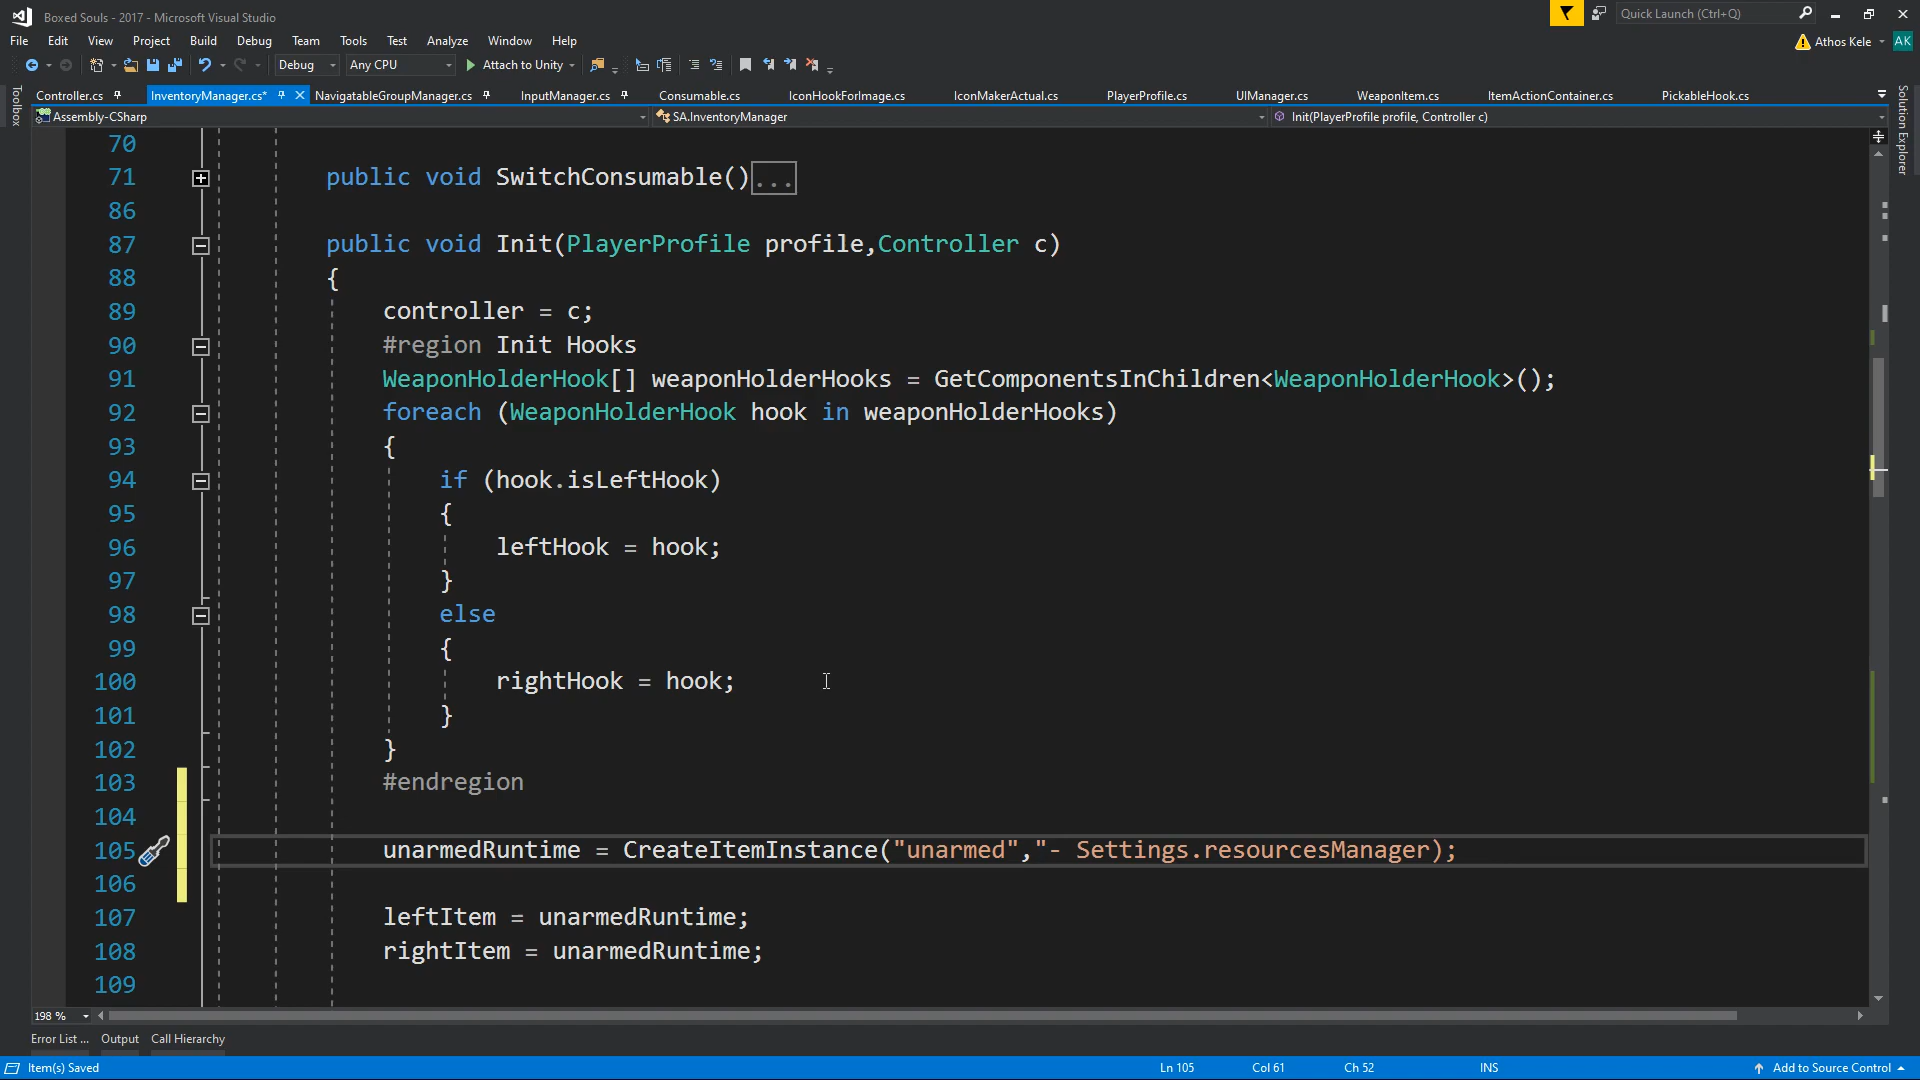 Boxed Souls - 2017 - Microsoft Visual Studio
Quick Launch (Ctrl+Q)
File Edit View Project Build Debug Team Tools Test Analyze Window Help
Athos Kele AK
Debug Any CPU Attach to Unity
Toolbox
Controller.cs InventoryManager.cs* NavigatableGroupManager.cs InputManager.cs Consumable.cs IconHookForImage.cs IconMakerActual.cs PlayerProfile.cs UIManager.cs WeaponItem.cs ItemActionContainer.cs PickableHook.cs
Solution Explorer
Assembly-CSharp SA.InventoryManager Init(PlayerProfile profile, Controller c)
70
71 public void SwitchConsumable()...
86
87 public void Init(PlayerProfile profile,Controller c)
88 {
89 controller = c;
90 #region Init Hooks
91 WeaponHolderHook[] weaponHolderHooks = GetComponentsInChildren<WeaponHolderHook>();
92 foreach (WeaponHolderHook hook in weaponHolderHooks)
93 {
94 if (hook.isLeftHook)
95 {
96 leftHook = hook;
97 }
98 else
99 {
100 rightHook = hook;
101 }
102 }
103 #endregion
104
105 unarmedRuntime = CreateItemInstance("unarmed","- Settings.resourcesManager);
106
107 leftItem = unarmedRuntime;
108 rightItem = unarmedRuntime;
109
198 %
Error List ... Output Call Hierarchy
Item(s) Saved Ln 105 Col 61 Ch 52 INS Add to Source Control